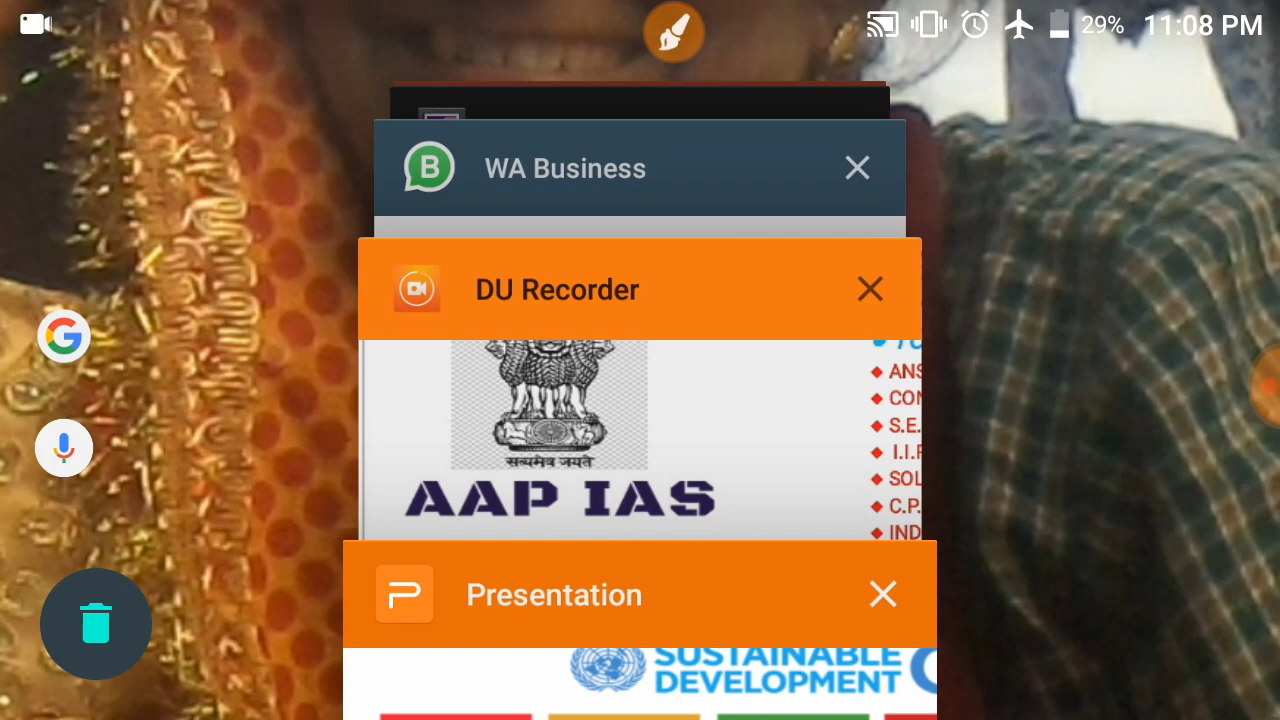 29% 11:08 PM
B WA Business
DU Recorder
ANS
CON
S.E.
I.I.P
SOL
C.P.
IND
सत्यमेव जयते
AAP IAS
Presentation
SUSTAINABLE
DEVELOPMENT